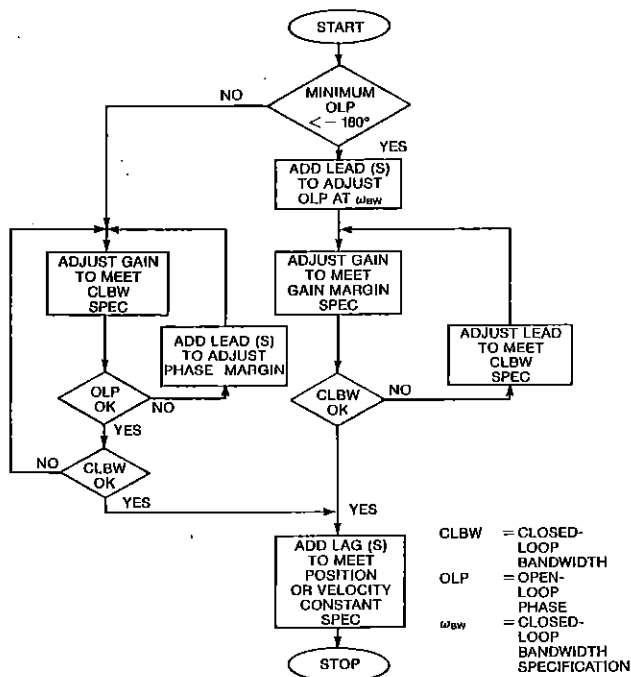 START
MINIMUM
OLP
< - 180°
NO
YES
ADD LEAD (S)
TO ADJUST
OLP AT ωBW
ADJUST GAIN
TO MEET
CLBW
SPEC
ADD LEAD (S)
TO ADJUST
PHASE MARGIN
OLP
OK
NO
YES
CLBW
OK
NO
YES
ADJUST GAIN
TO MEET
GAIN MARGIN
SPEC
ADJUST LEAD
TO MEET
CLBW
SPEC
CLBW
OK
NO
YES
ADD LAG (S)
TO MEET
POSITION
OR VELOCITY
CONSTANT
SPEC
STOP
CLBW = CLOSED-
LOOP
BANDWIDTH
OLP = OPEN-
LOOP
PHASE
ωBW = CLOSED-
LOOP
BANDWIDTH
SPECIFICATION